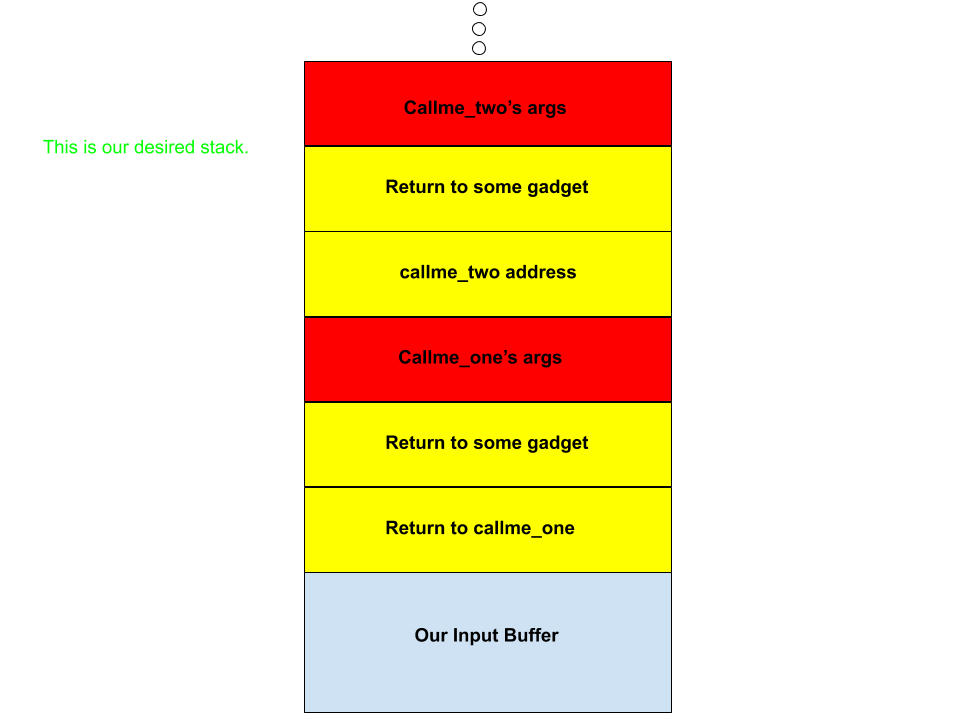 Callme_two’s args
This is our desired stack.
Return to some gadget
callme_two address
Callme_one’s args
Return to some gadget
Return to callme_one
Our Input Buffer